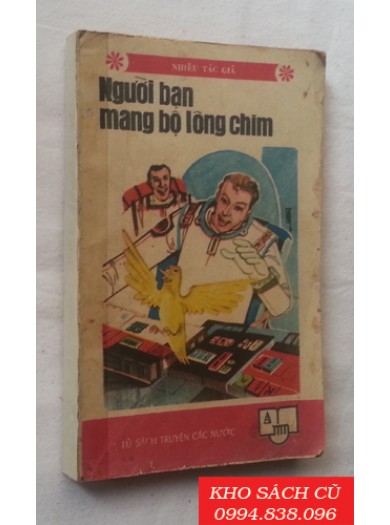 NHIỀU TÁC GIẢ
Người bạn
mang bộ lông chim
TỦ SÁCH TRUYỆN CÁC NƯỚC
KHO SÁCH CŨ
0994.838.096